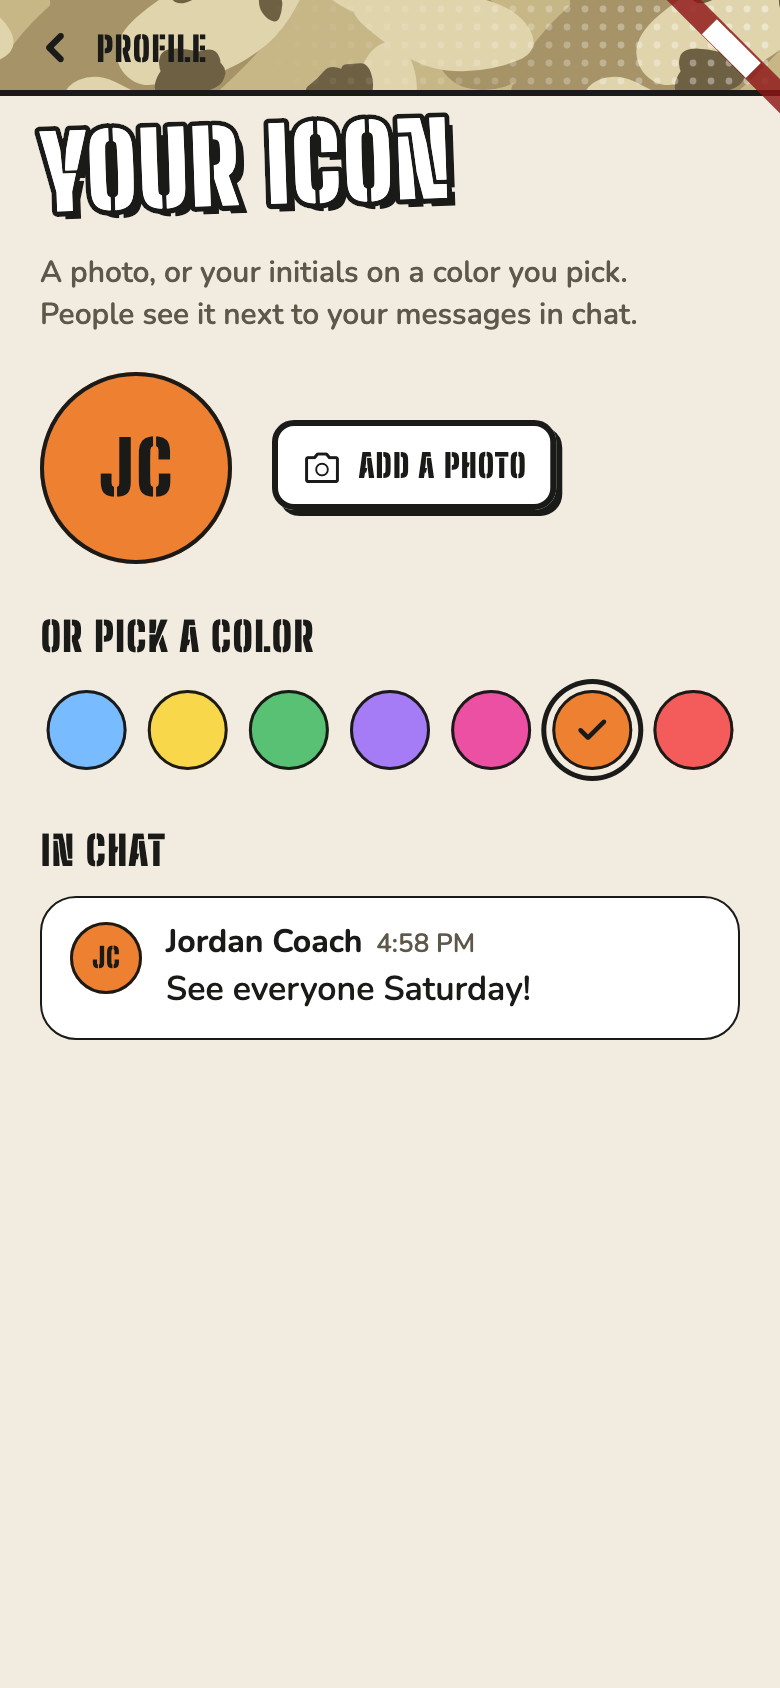 PROFILE
YOUR ICON!
A photo, or your initials on a color you pick.
People see it next to your messages in chat.
JC
ADD A PHOTO
OR PICK A COLOR
IN CHAT
JC
Jordan Coach 4:58 PM
See everyone Saturday!